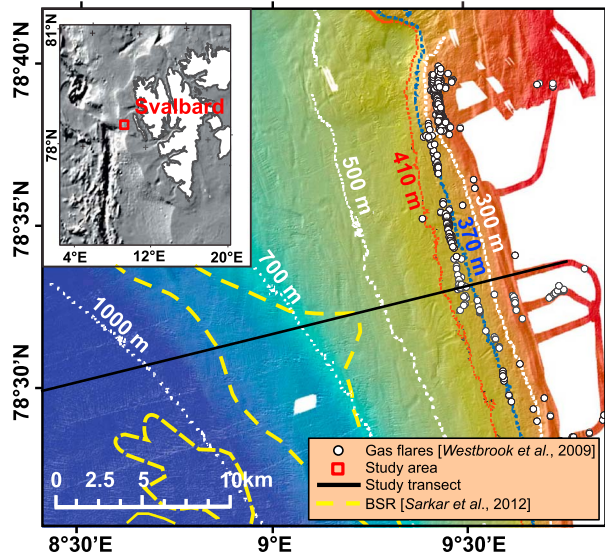 81°N
78°N
Svalbard
4°E 12°E 20°E
78°40'N
78°35'N
78°30'N
500 m
410 m
300 m
370 m
700 m
1000 m
0 2.5 5 10km
Gas flares [Westbrook et al., 2009]
Study area
Study transect
BSR [Sarkar et al., 2012]
8°30'E 9°E 9°30'E